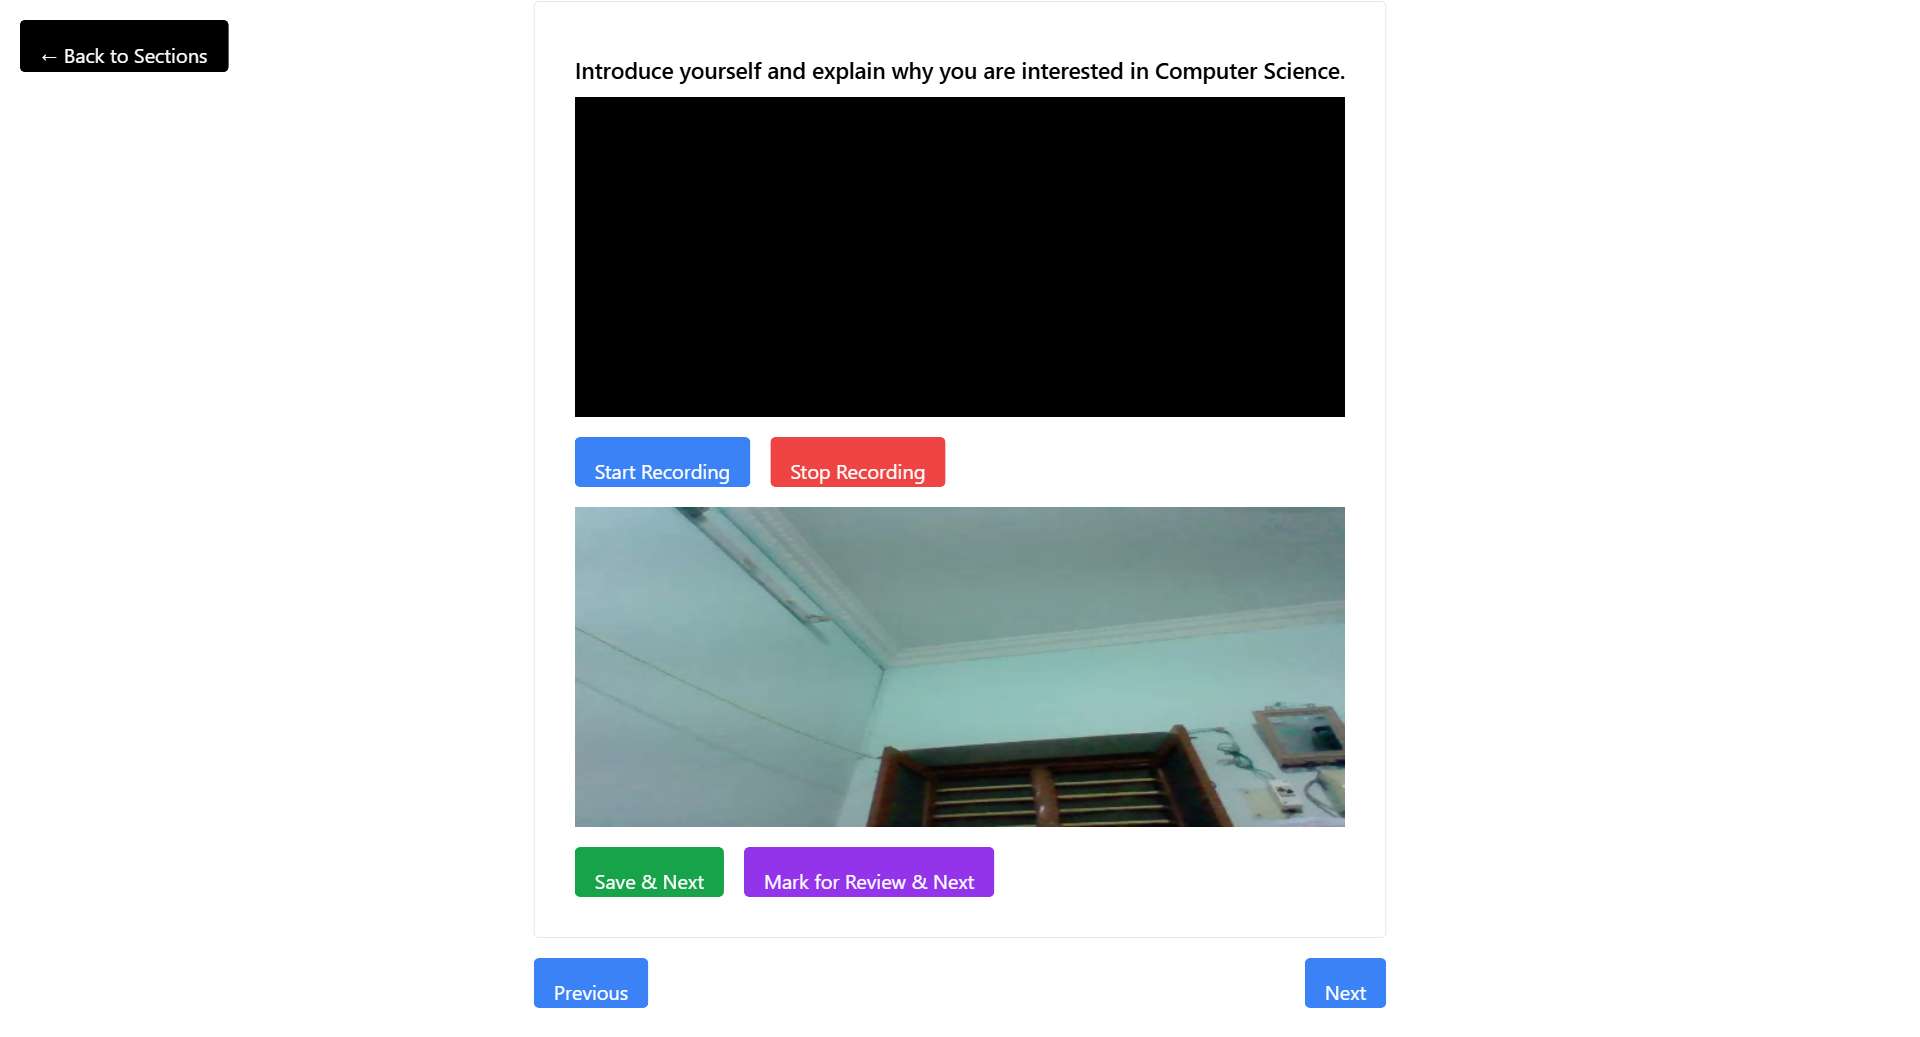 ← Back to Sections
Introduce yourself and explain why you are interested in Computer Science.
Start Recording
Stop Recording
Save & Next
Mark for Review & Next
Previous
Next